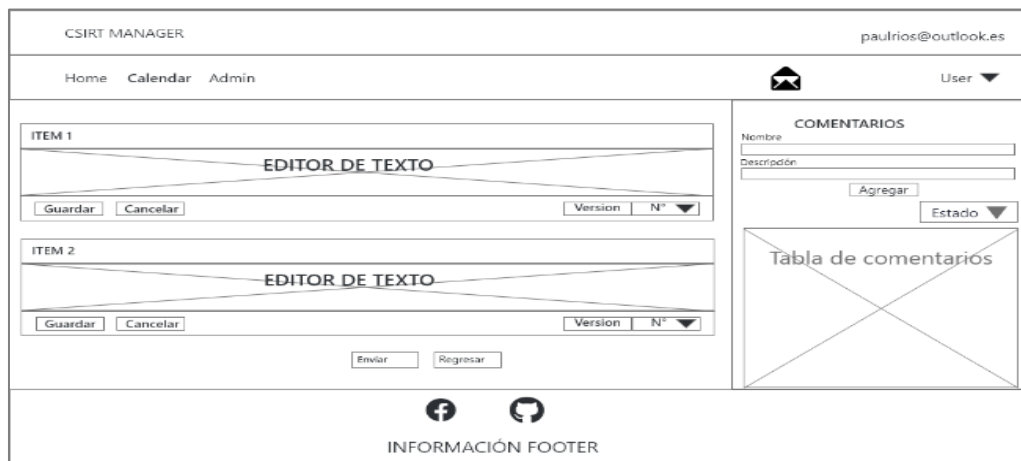 CSIRT MANAGER
paulrios@outlook.es
Home Calendar Admin
User
ITEM 1
EDITOR DE TEXTO
Guardar Cancelar Version N°
ITEM 2
EDITOR DE TEXTO
Guardar Cancelar Version N°
Enviar Regresar
COMENTARIOS
Nombre
Descripción
Agregar
Estado
Tabla de comentarios
INFORMACIÓN FOOTER